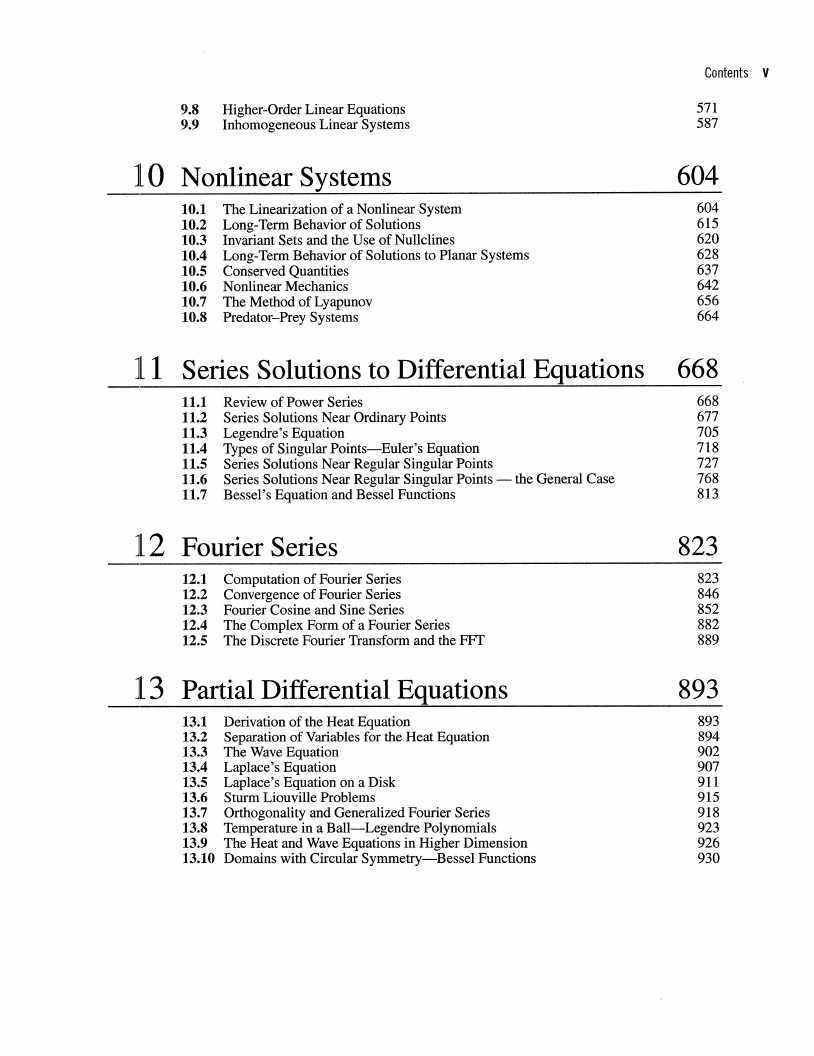 Contents V
9.8 Higher-Order Linear Equations 571
9.9 Inhomogeneous Linear Systems 587
10 Nonlinear Systems 604
10.1 The Linearization of a Nonlinear System 604
10.2 Long-Term Behavior of Solutions 615
10.3 Invariant Sets and the Use of Nullclines 620
10.4 Long-Term Behavior of Solutions to Planar Systems 628
10.5 Conserved Quantities 637
10.6 Nonlinear Mechanics 642
10.7 The Method of Lyapunov 656
10.8 Predator–Prey Systems 664
11 Series Solutions to Differential Equations 668
11.1 Review of Power Series 668
11.2 Series Solutions Near Ordinary Points 677
11.3 Legendre's Equation 705
11.4 Types of Singular Points—Euler's Equation 718
11.5 Series Solutions Near Regular Singular Points 727
11.6 Series Solutions Near Regular Singular Points — the General Case 768
11.7 Bessel's Equation and Bessel Functions 813
12 Fourier Series 823
12.1 Computation of Fourier Series 823
12.2 Convergence of Fourier Series 846
12.3 Fourier Cosine and Sine Series 852
12.4 The Complex Form of a Fourier Series 882
12.5 The Discrete Fourier Transform and the FFT 889
13 Partial Differential Equations 893
13.1 Derivation of the Heat Equation 893
13.2 Separation of Variables for the Heat Equation 894
13.3 The Wave Equation 902
13.4 Laplace's Equation 907
13.5 Laplace's Equation on a Disk 911
13.6 Sturm Liouville Problems 915
13.7 Orthogonality and Generalized Fourier Series 918
13.8 Temperature in a Ball—Legendre Polynomials 923
13.9 The Heat and Wave Equations in Higher Dimension 926
13.10 Domains with Circular Symmetry—Bessel Functions 930